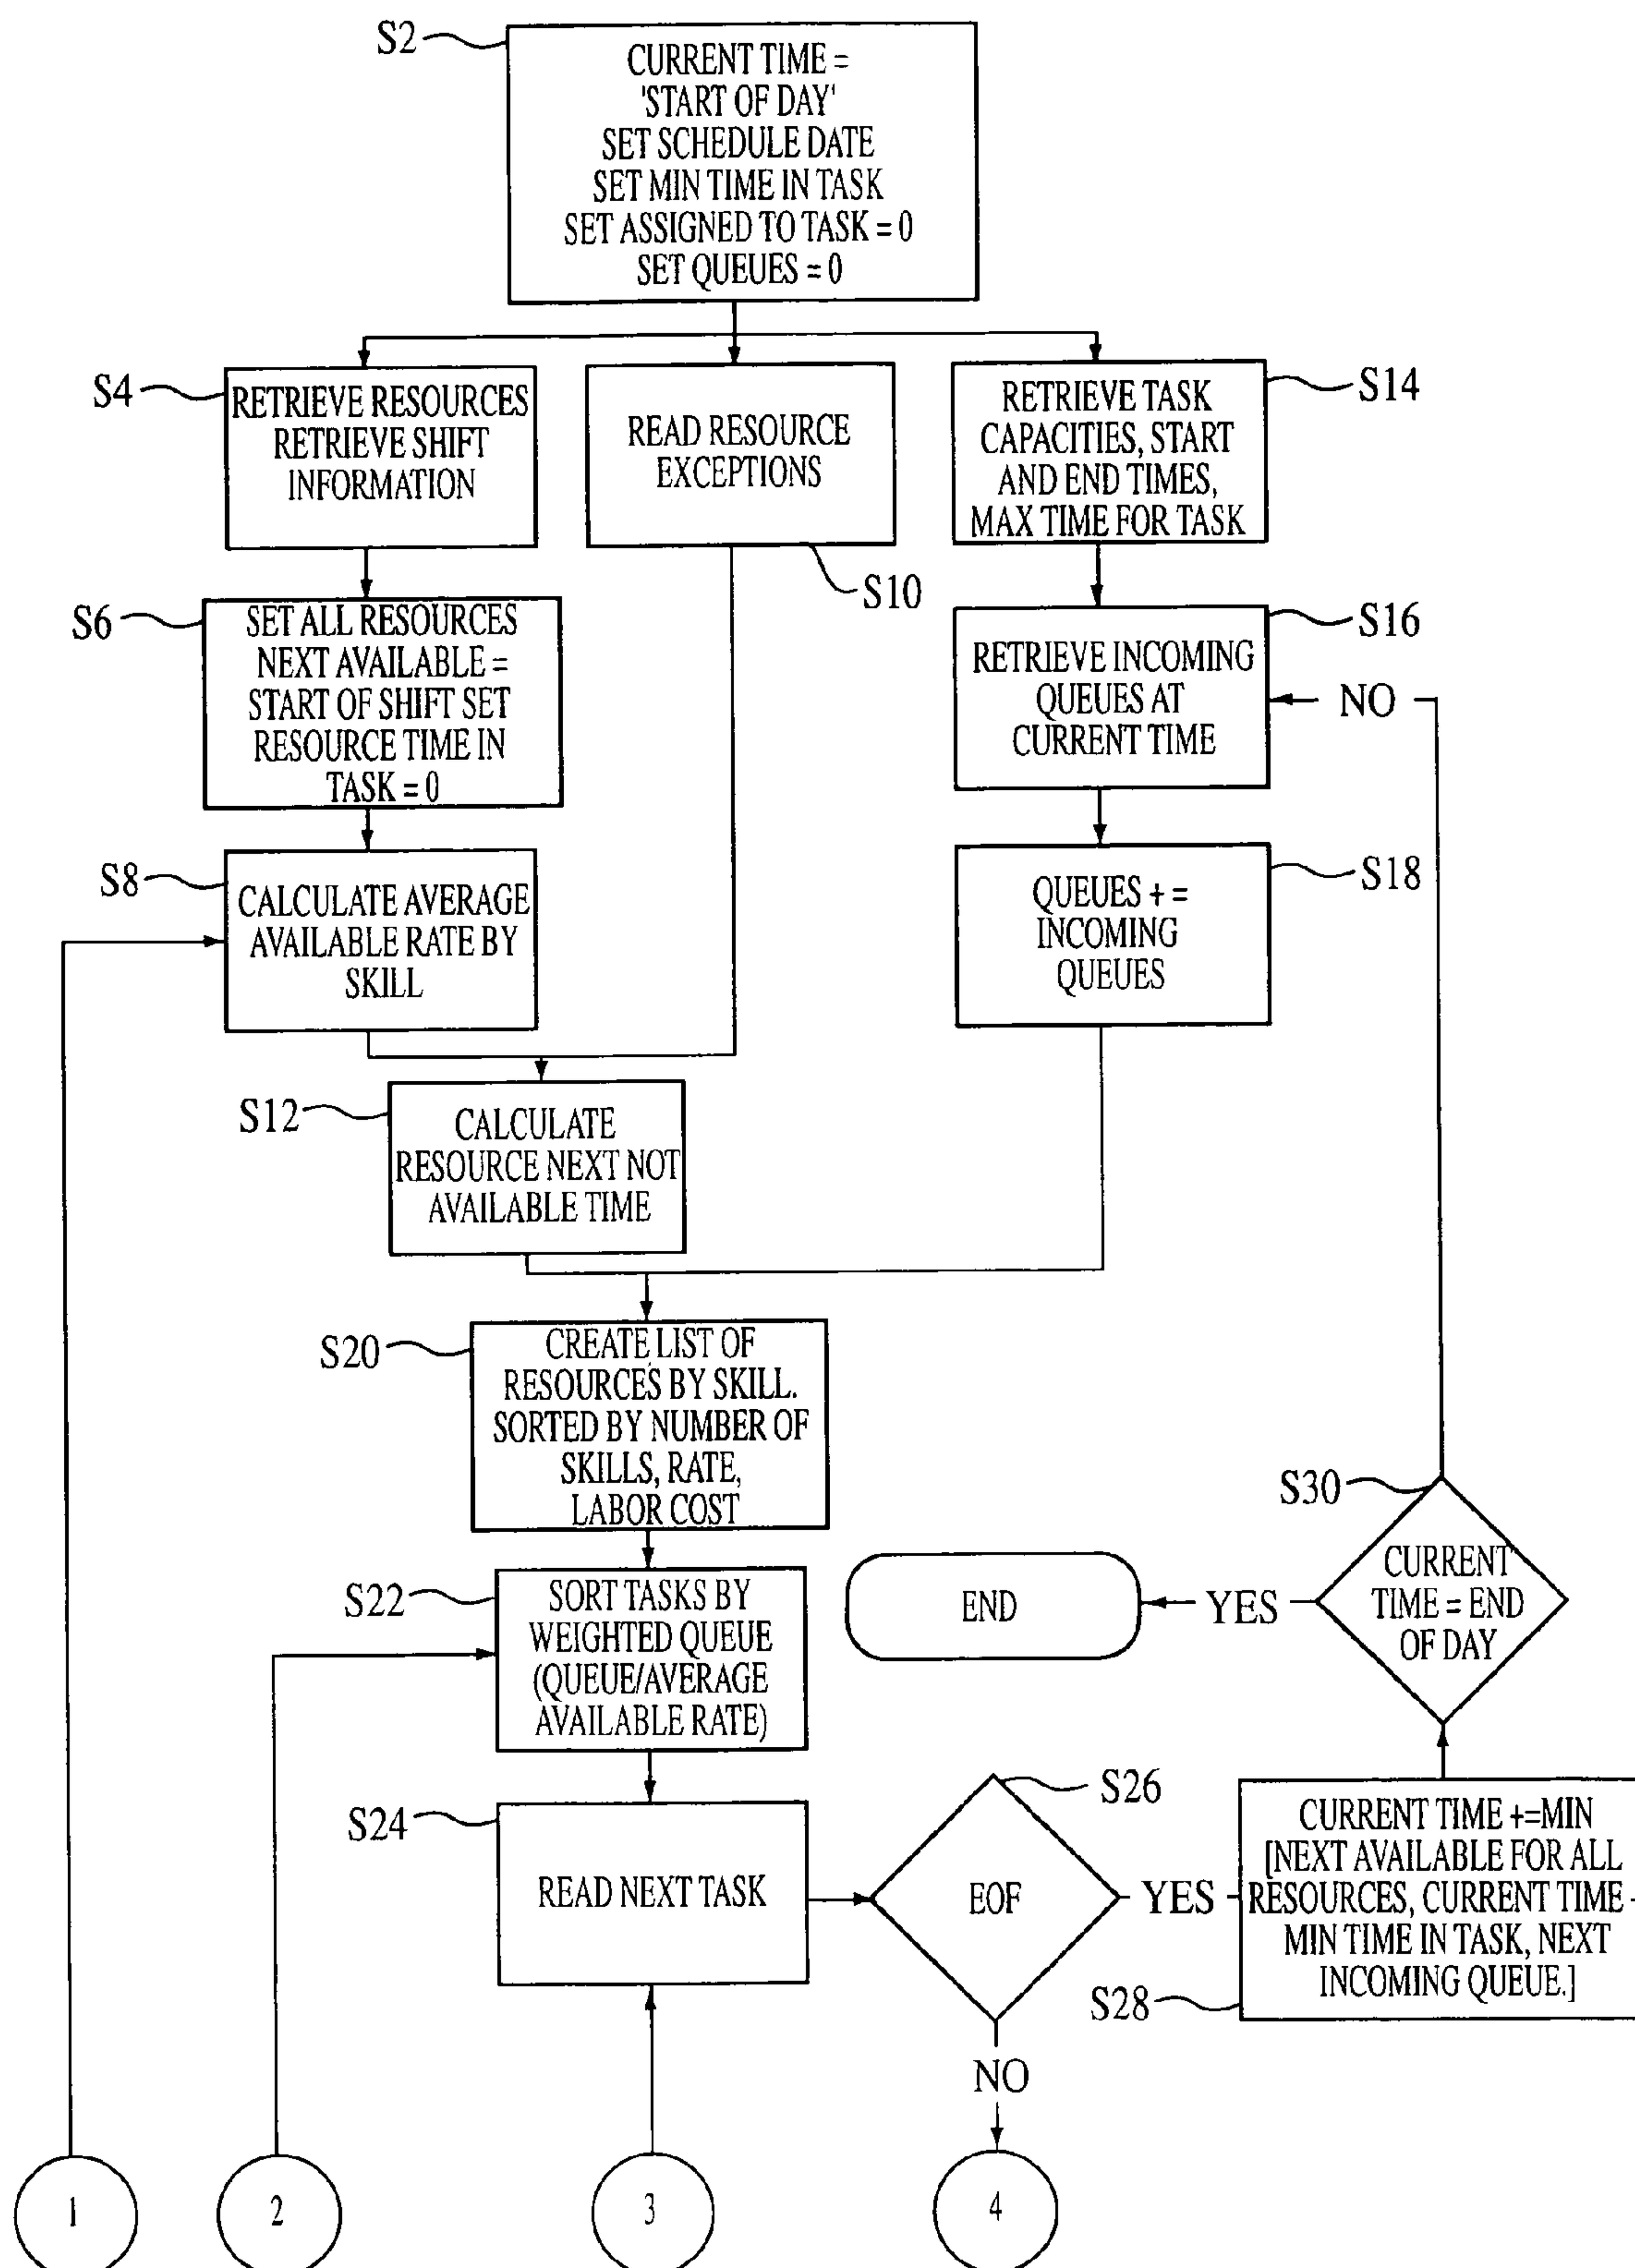 S2
CURRENT TIME =
'START OF DAY'
SET SCHEDULE DATE
SET MIN TIME IN TASK
SET ASSIGNED TO TASK = 0
SET QUEUES = 0
S4
RETRIEVE RESOURCES
RETRIEVE SHIFT
INFORMATION
READ RESOURCE
EXCEPTIONS
S10
S14
RETRIEVE TASK
CAPACITIES, START
AND END TIMES,
MAX TIME FOR TASK
S6
SET ALL RESOURCES
NEXT AVAILABLE =
START OF SHIFT SET
RESOURCE TIME IN
TASK = 0
S16
RETRIEVE INCOMING
QUEUES AT
CURRENT TIME
NO
S8
CALCULATE AVERAGE
AVAILABLE RATE BY
SKILL
S18
QUEUES + =
INCOMING
QUEUES
S12
CALCULATE
RESOURCE NEXT NOT
AVAILABLE TIME
S20
CREATE LIST OF
RESOURCES BY SKILL.
SORTED BY NUMBER OF
SKILLS, RATE,
LABOR COST
S30
CURRENT
TIME = END
OF DAY
YES
END
S22
SORT TASKS BY
WEIGHTED QUEUE
(QUEUE/AVERAGE
AVAILABLE RATE)
S24
READ NEXT TASK
S26
EOF
YES
CURRENT TIME +=MIN
[NEXT AVAILABLE FOR ALL
RESOURCES, CURRENT TIME -
MIN TIME IN TASK, NEXT
INCOMING QUEUE.]
S28
NO
1
2
3
4